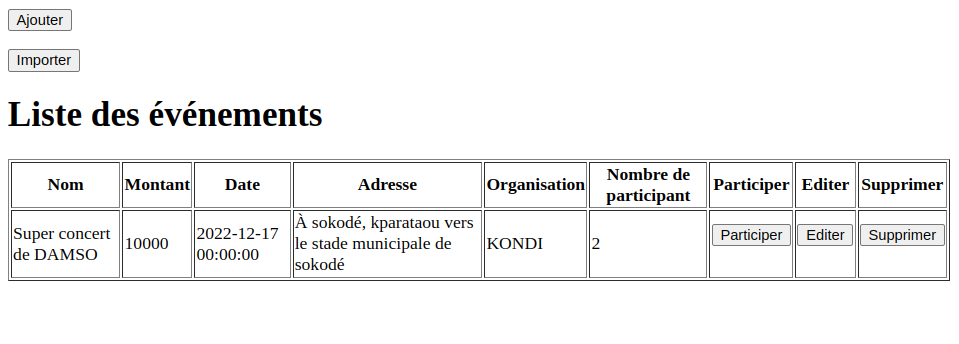 Ajouter
Importer
Liste des événements
Nom Montant Date Adresse Organisation Nombre de participant Participer Editer Supprimer
Super concert de DAMSO 10000 2022-12-17 00:00:00 À sokodé, kparataou vers le stade municipale de sokodé KONDI 2 Participer Editer Supprimer